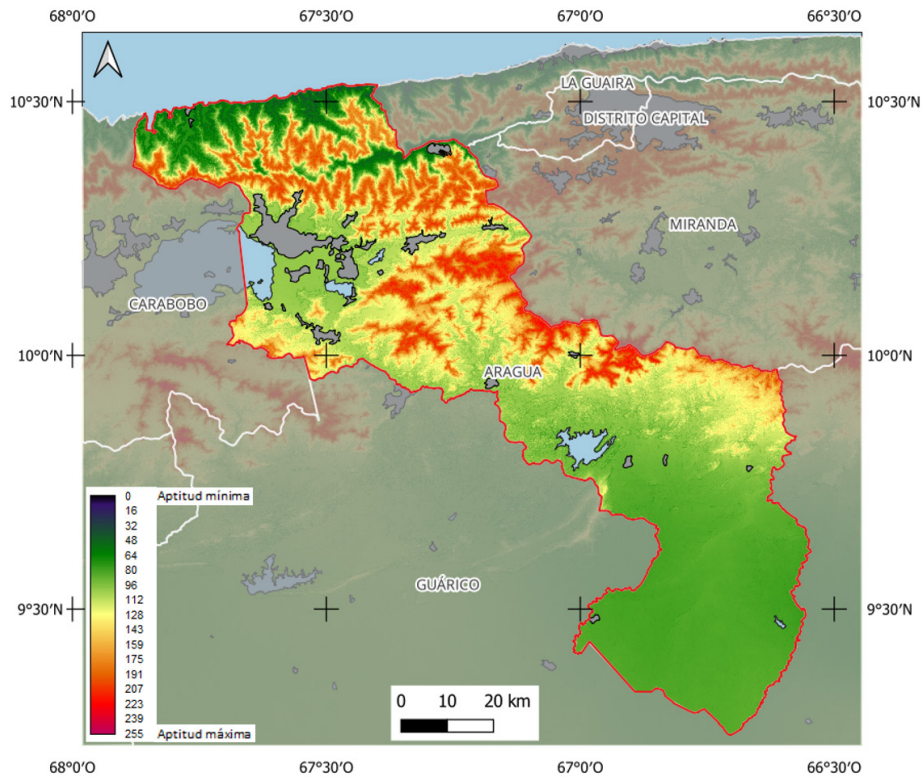 68°0′O 67°30′O 67°0′O 66°30′O
LA GUAIRA
10°30′N 10°30′N
DISTRITO CAPITAL
MIRANDA
CARABOBO
10°0′N 10°0′N
ARAGUA
0 Aptitud mínima
16
32
48
64
80
96
112
128
143
159
175
191
207
223
239
255 Aptitud máxima
GUÁRICO
9°30′N 9°30′N
0 10 20 km
68°0′O 67°30′O 67°0′O 66°30′O